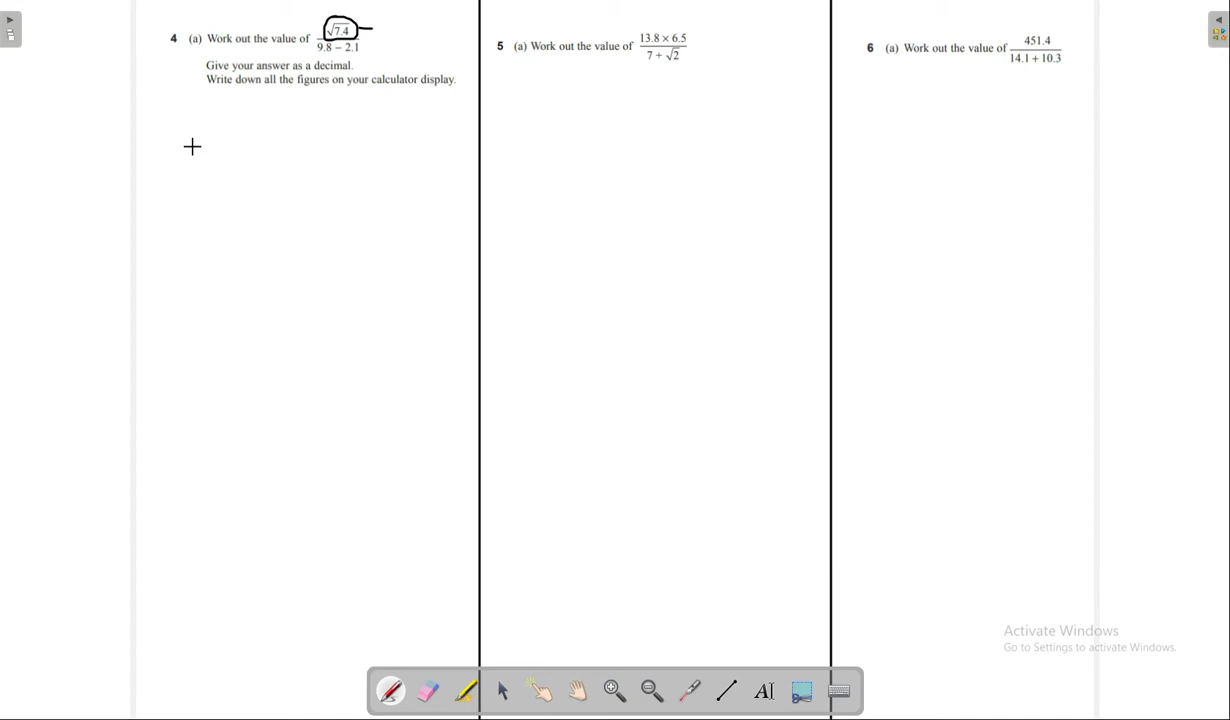 4 (a) Work out the value of √7.4 / 9.8 – 2.1
Give your answer as a decimal.
Write down all the figures on your calculator display.
5 (a) Work out the value of 13.8 × 6.5 / 7 + √2
6 (a) Work out the value of 451.4 / 14.1 + 10.3
Activate Windows
Go to Settings to activate Windows.
AI